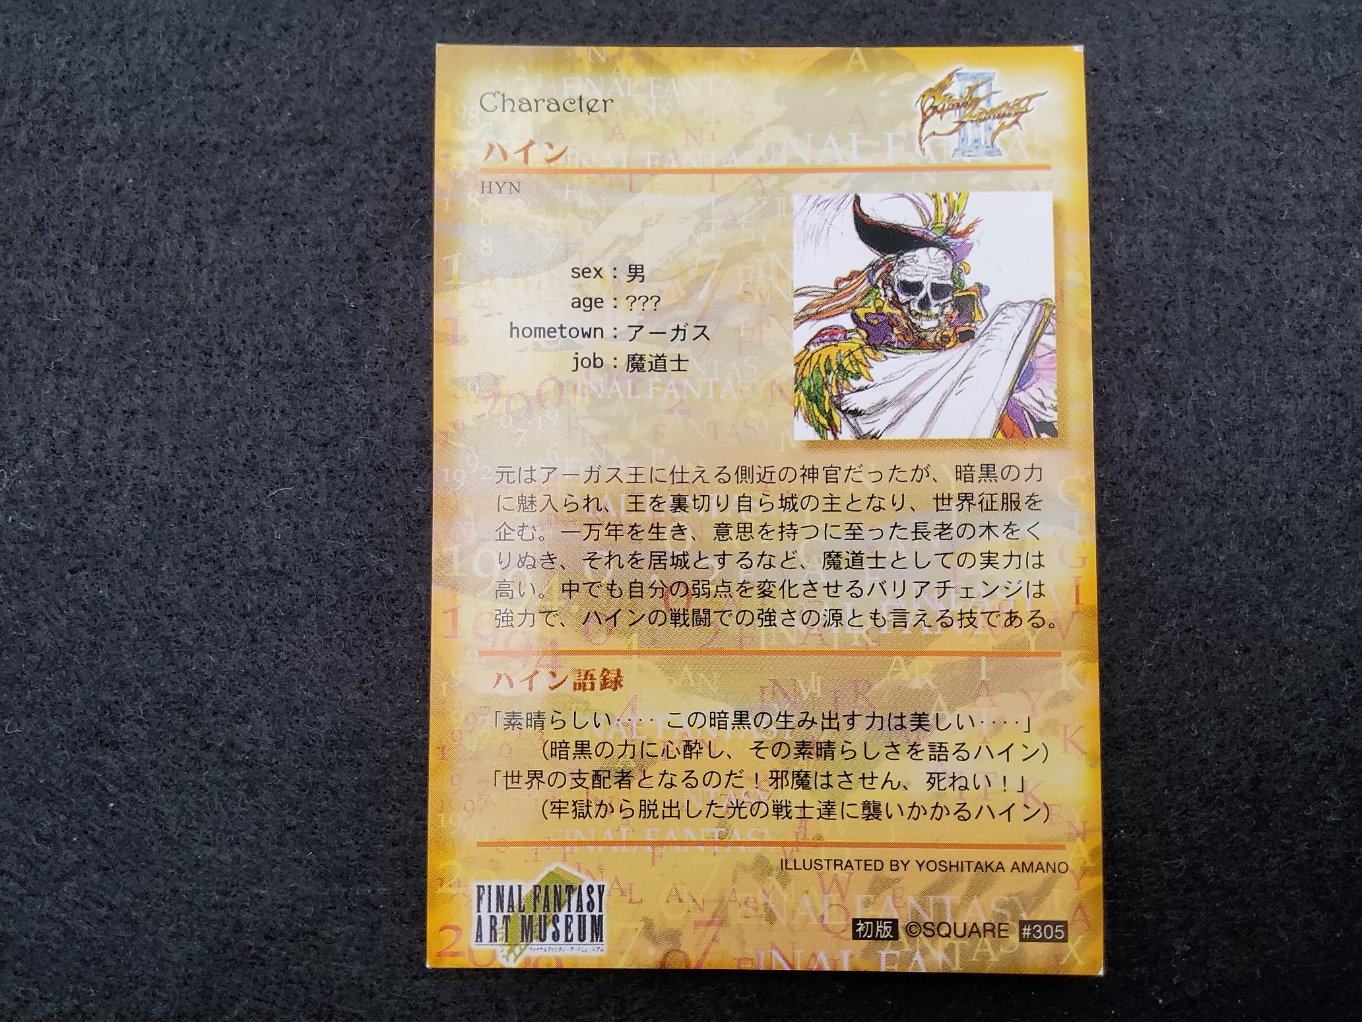 Character
FINAL FANTASY III
ハイン
HYN
sex：男
age：???
hometown：アーガス
job：魔道士
元はアーガス王に仕える側近の神官だったが、暗黒の力
に魅入られ、王を裏切り自ら城の主となり、世界征服を
企む。一万年を生き、意思を持つに至った長老の木をく
りぬき、それを居城とするなど、魔道士としての実力は
高い。中でも自分の弱点を変化させるバリアチェンジは
強力で、ハインの戦闘での強さの源とも言える技である。
ハイン語録
「素晴らしい‥‥この暗黒の生み出す力は美しい‥‥」
（暗黒の力に心酔し、その素晴らしさを語るハイン）
「世界の支配者となるのだ！邪魔はさせん、死ねい！」
（牢獄から脱出した光の戦士達に襲いかかるハイン）
ILLUSTRATED BY YOSHITAKA AMANO
FINAL FANTASY
ART MUSEUM
初版 ©SQUARE #305